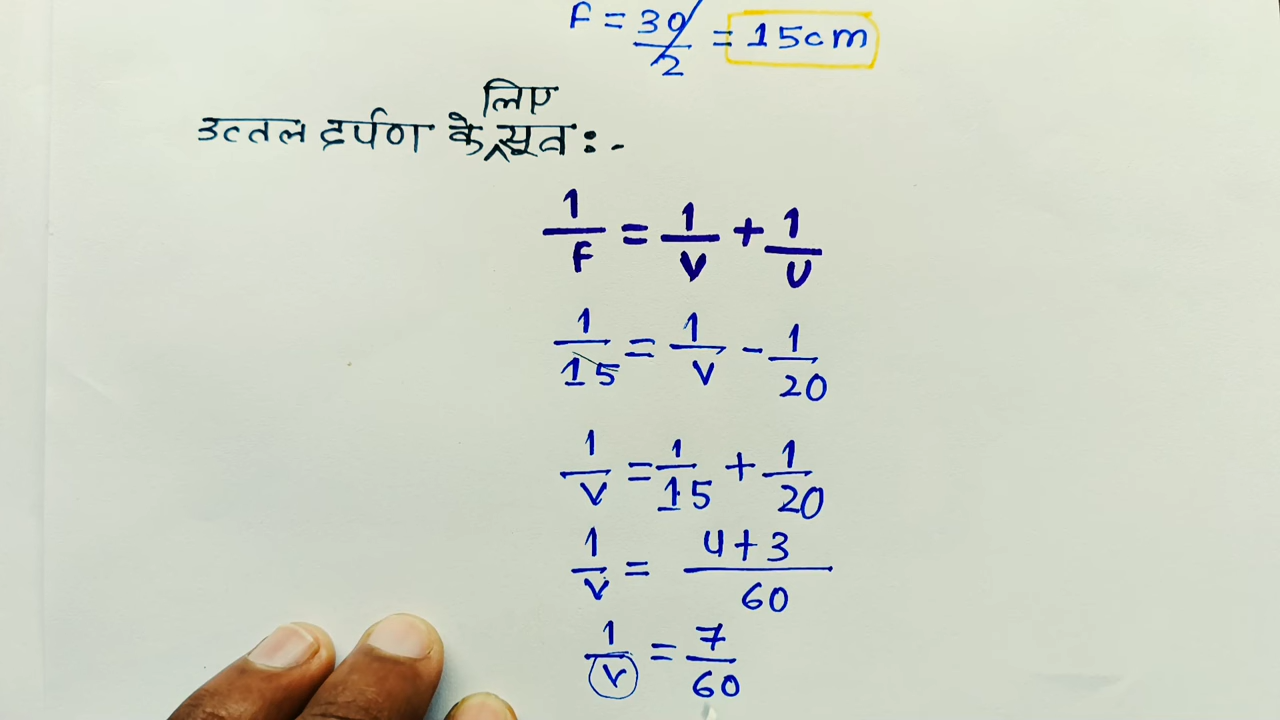 F = 30/2 = 15cm
लिए
उत्तल दर्पण के सूत्र :-
1/F = 1/V + 1/U
1/15 = 1/V - 1/20
1/V = 1/15 + 1/20
1/V = 4+3/60
1/V = 7/60